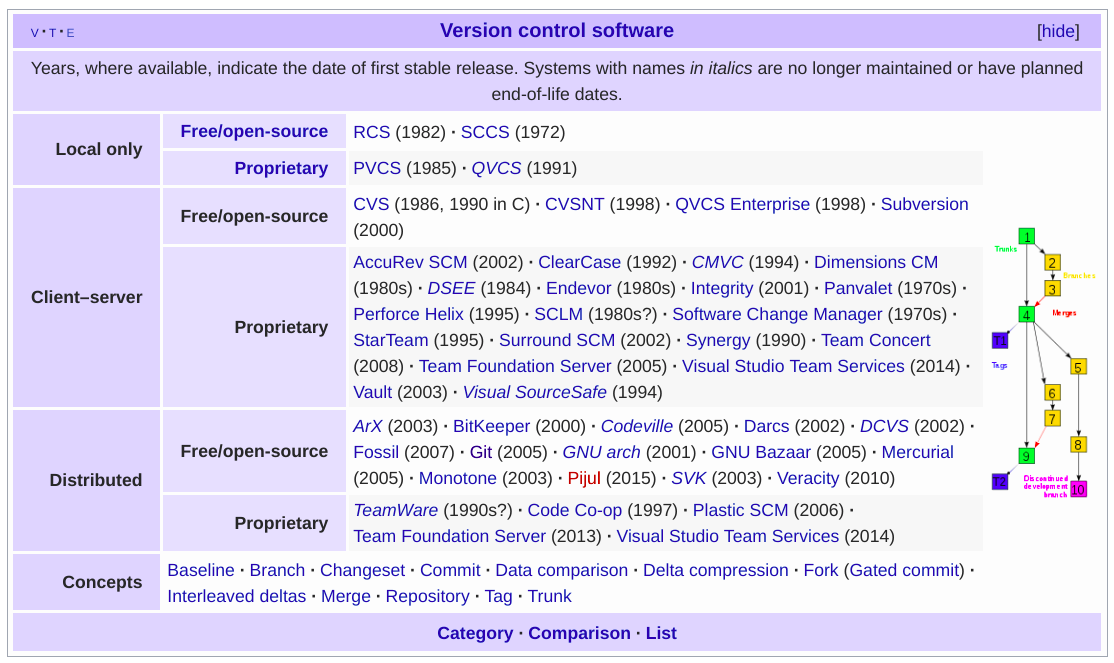 V · T · E
Version control software
[hide]
Years, where available, indicate the date of first stable release. Systems with names in italics are no longer maintained or have planned
end-of-life dates.
Local only
Free/open-source
RCS (1982) · SCCS (1972)
Proprietary
PVCS (1985) · QVCS (1991)
Client–server
Free/open-source
CVS (1986, 1990 in C) · CVSNT (1998) · QVCS Enterprise (1998) · Subversion
(2000)
Proprietary
AccuRev SCM (2002) · ClearCase (1992) · CMVC (1994) · Dimensions CM
(1980s) · DSEE (1984) · Endevor (1980s) · Integrity (2001) · Panvalet (1970s) ·
Perforce Helix (1995) · SCLM (1980s?) · Software Change Manager (1970s) ·
StarTeam (1995) · Surround SCM (2002) · Synergy (1990) · Team Concert
(2008) · Team Foundation Server (2005) · Visual Studio Team Services (2014) ·
Vault (2003) · Visual SourceSafe (1994)
Distributed
Free/open-source
ArX (2003) · BitKeeper (2000) · Codeville (2005) · Darcs (2002) · DCVS (2002) ·
Fossil (2007) · Git (2005) · GNU arch (2001) · GNU Bazaar (2005) · Mercurial
(2005) · Monotone (2003) · Pijul (2015) · SVK (2003) · Veracity (2010)
Proprietary
TeamWare (1990s?) · Code Co-op (1997) · Plastic SCM (2006) ·
Team Foundation Server (2013) · Visual Studio Team Services (2014)
Concepts
Baseline · Branch · Changeset · Commit · Data comparison · Delta compression · Fork (Gated commit) ·
Interleaved deltas · Merge · Repository · Tag · Trunk
Category · Comparison · List
1
Trunks
2
Branches
3
4
Merges
T1
Tags
5
6
7
8
9
T2
Discontinued
development
branch
10